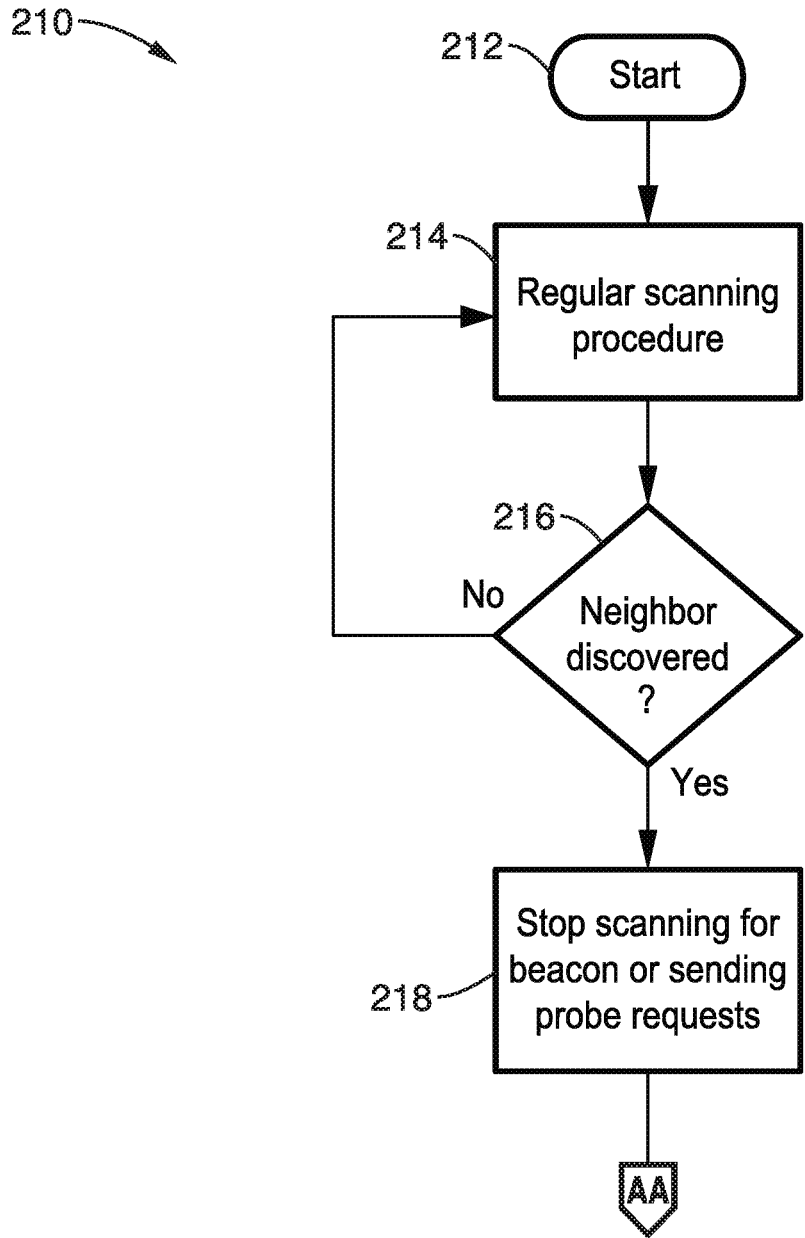 210
212
Start
214
Regular scanning
procedure
216
No
Neighbor
discovered
?
Yes
218
Stop scanning for
beacon or sending
probe requests
AA